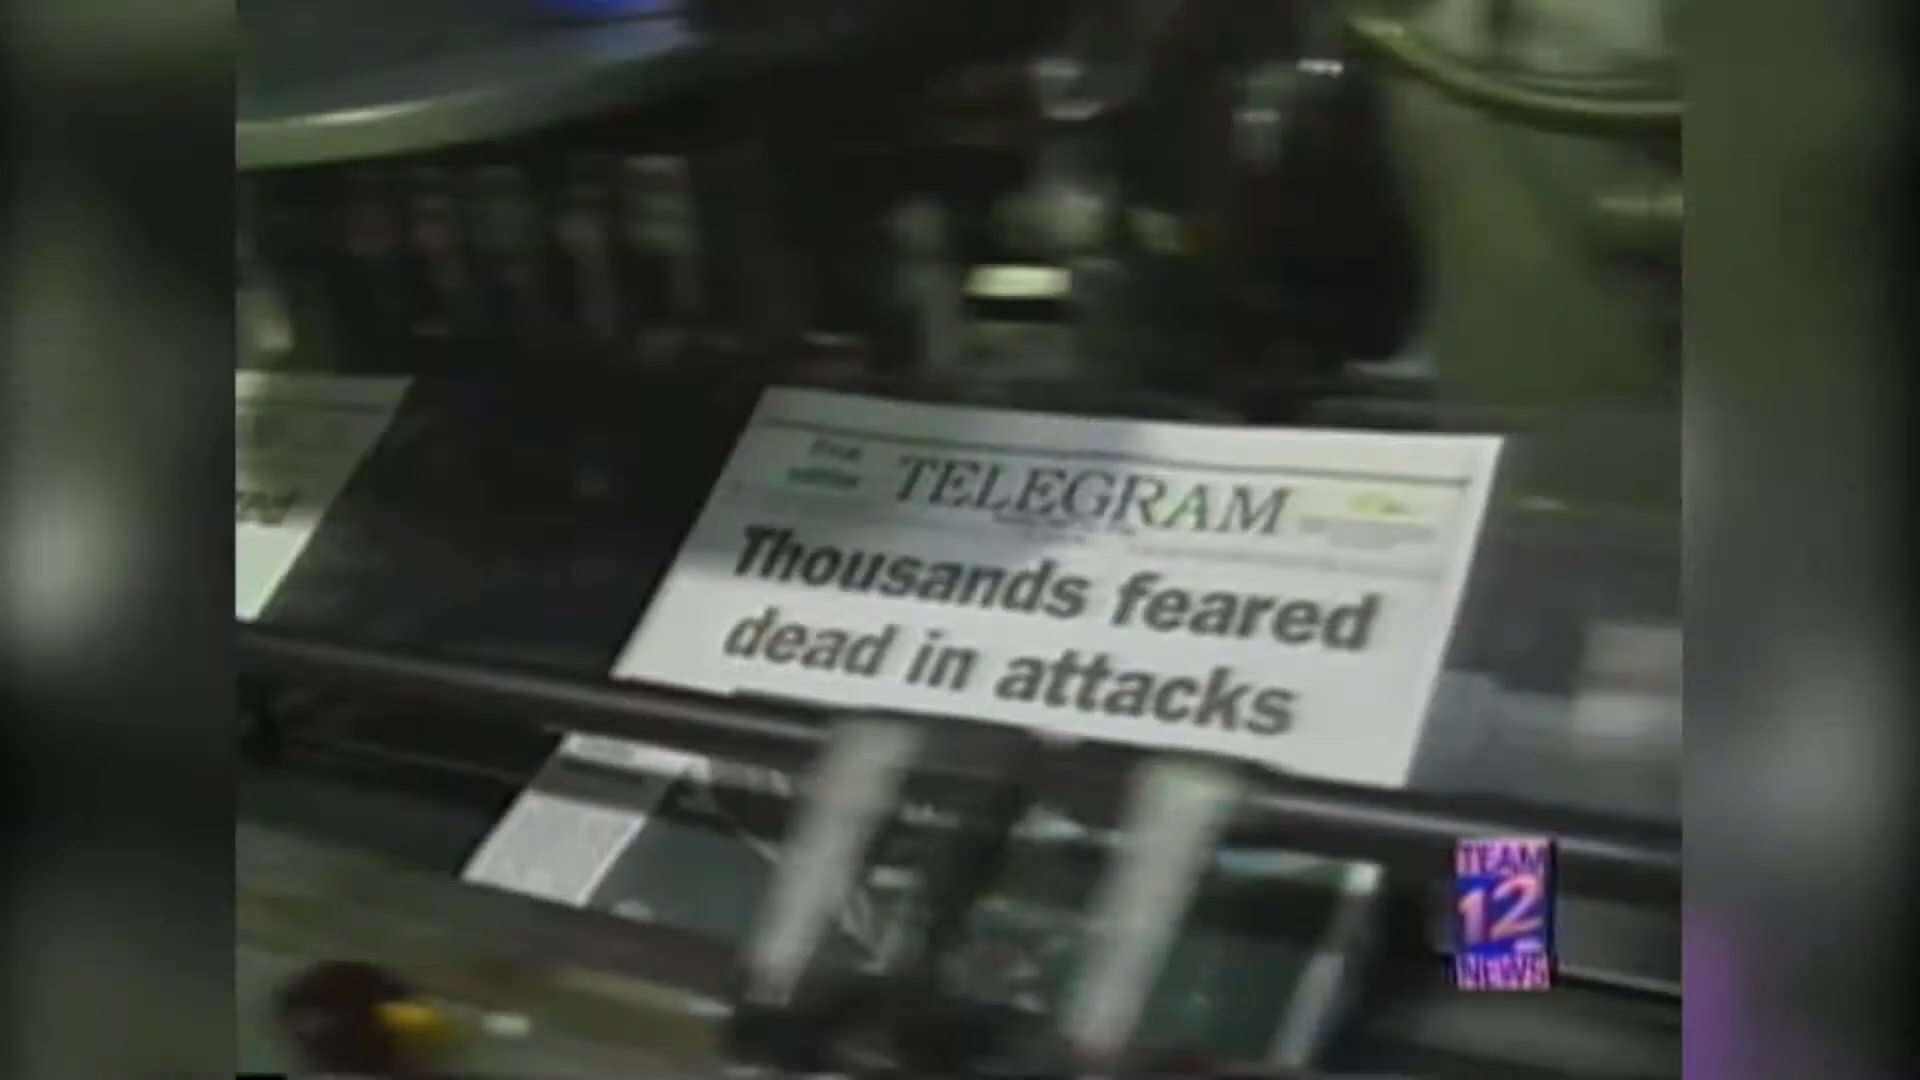 TELEGRAM
Thousands feared
dead in attacks
TEAM
12
NEWS